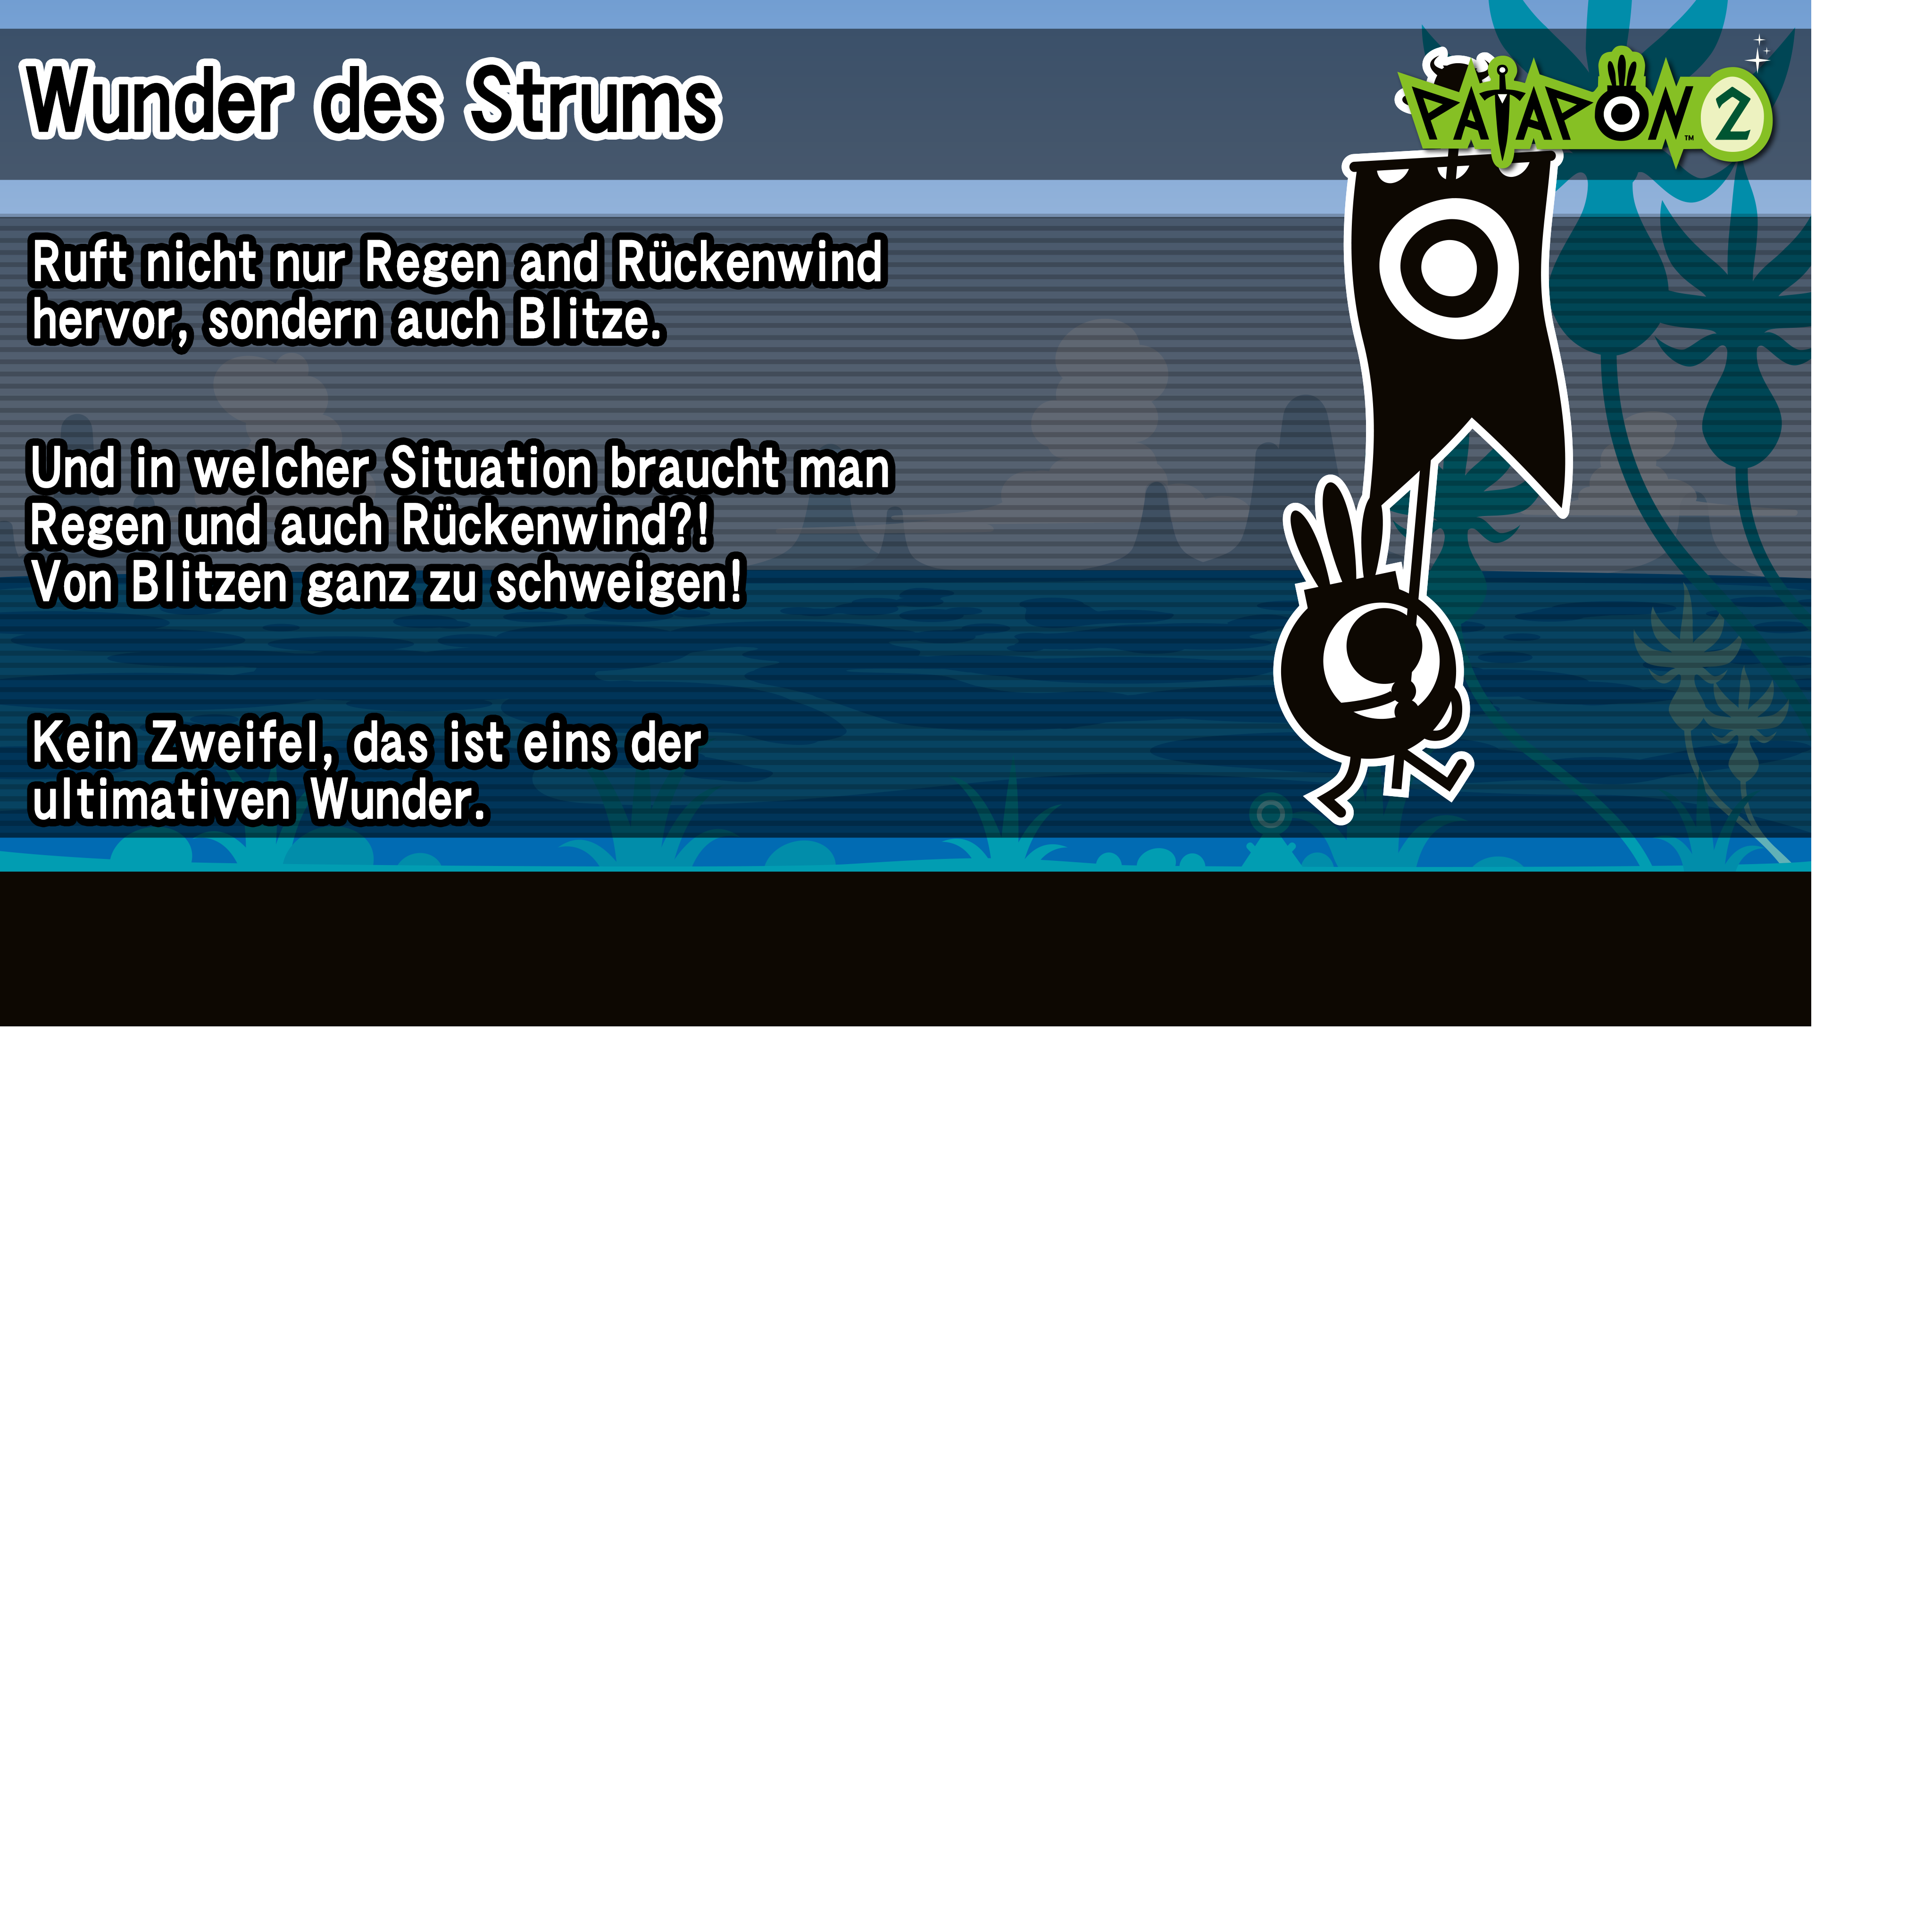 Wunder des Strums
PATAPON™ 2
Ruft nicht nur Regen and Rückenwind
hervor, sondern auch Blitze.
Und in welcher Situation braucht man
Regen und auch Rückenwind?!
Von Blitzen ganz zu schweigen!
Kein Zweifel, das ist eins der
ultimativen Wunder.